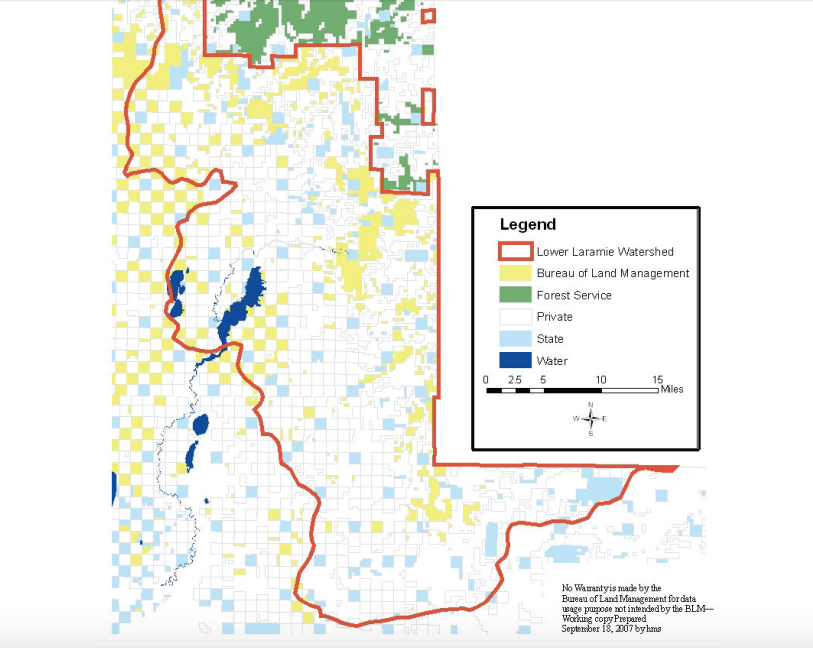 Legend
Lower Laramie Watershed
Bureau of Land Management
Forest Service
Private
State
Water
0 2.5 5 10 15
Miles
N
W E
S
No Warranty is made by the
Bureau of Land Management for data
usage purpose not intended by the BLM—
Working copy Prepared
September 18, 2007 by hms